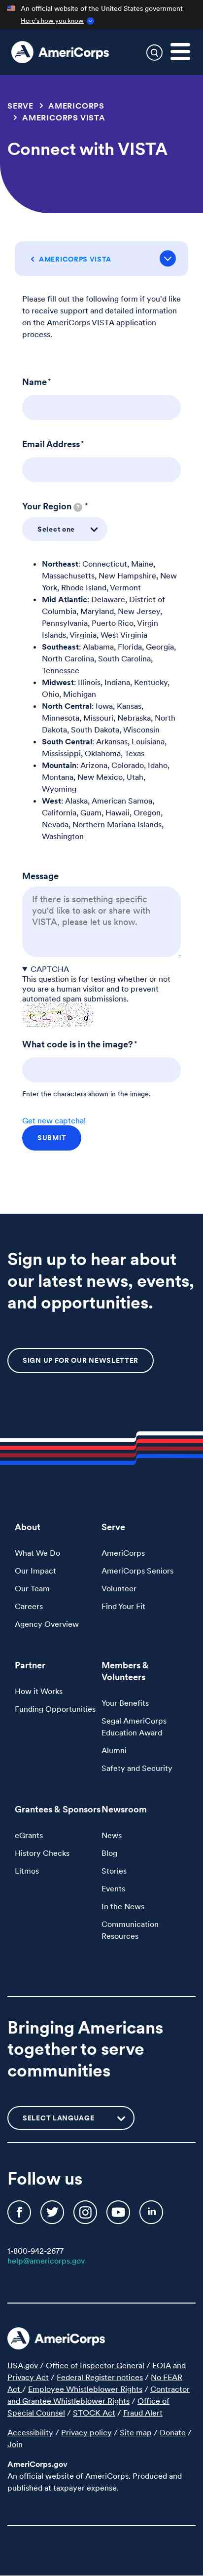 An official website of the United States government
Here's how you know
AmeriCorps
SERVE > AMERICORPS
> AMERICORPS VISTA
Connect with VISTA
AMERICORPS VISTA
Please fill out the following form if you'd like
to receive support and detailed information
on the AmeriCorps VISTA application
process.
Name*
Email Address*
Your Region ? *
Select one
Northeast: Connecticut, Maine,
Massachusetts, New Hampshire, New
York, Rhode Island, Vermont
Mid Atlantic: Delaware, District of
Columbia, Maryland, New Jersey,
Pennsylvania, Puerto Rico, Virgin
Islands, Virginia, West Virginia
Southeast: Alabama, Florida, Georgia,
North Carolina, South Carolina,
Tennessee
Midwest: Illinois, Indiana, Kentucky,
Ohio, Michigan
North Central: Iowa, Kansas,
Minnesota, Missouri, Nebraska, North
Dakota, South Dakota, Wisconsin
South Central: Arkansas, Louisiana,
Mississippi, Oklahoma, Texas
Mountain: Arizona, Colorado, Idaho,
Montana, New Mexico, Utah,
Wyoming
West: Alaska, American Samoa,
California, Guam, Hawaii, Oregon,
Nevada, Northern Mariana Islands,
Washington
Message
If there is something specific
you'd like to ask or share with
VISTA, please let us know.
CAPTCHA
This question is for testing whether or not
you are a human visitor and to prevent
automated spam submissions.
What code is in the image?*
Enter the characters shown in the image.
Get new captcha!
SUBMIT
Sign up to hear about
our latest news, events,
and opportunities.
SIGN UP FOR OUR NEWSLETTER
About
What We Do
Our Impact
Our Team
Careers
Agency Overview
Serve
AmeriCorps
AmeriCorps Seniors
Volunteer
Find Your Fit
Partner
How it Works
Funding Opportunities
Members &
Volunteers
Your Benefits
Segal AmeriCorps
Education Award
Alumni
Safety and Security
Grantees & Sponsors
eGrants
History Checks
Litmos
Newsroom
News
Blog
Stories
Events
In the News
Communication
Resources
Bringing Americans
together to serve
communities
SELECT LANGUAGE
Follow us
1-800-942-2677
help@americorps.gov
AmeriCorps
USA.gov / Office of Inspector General / FOIA and
Privacy Act / Federal Register notices / No FEAR
Act / Employee Whistleblower Rights / Contractor
and Grantee Whistleblower Rights / Office of
Special Counsel / STOCK Act / Fraud Alert
Accessibility / Privacy policy / Site map / Donate /
Join
AmeriCorps.gov
An official website of AmeriCorps. Produced and
published at taxpayer expense.